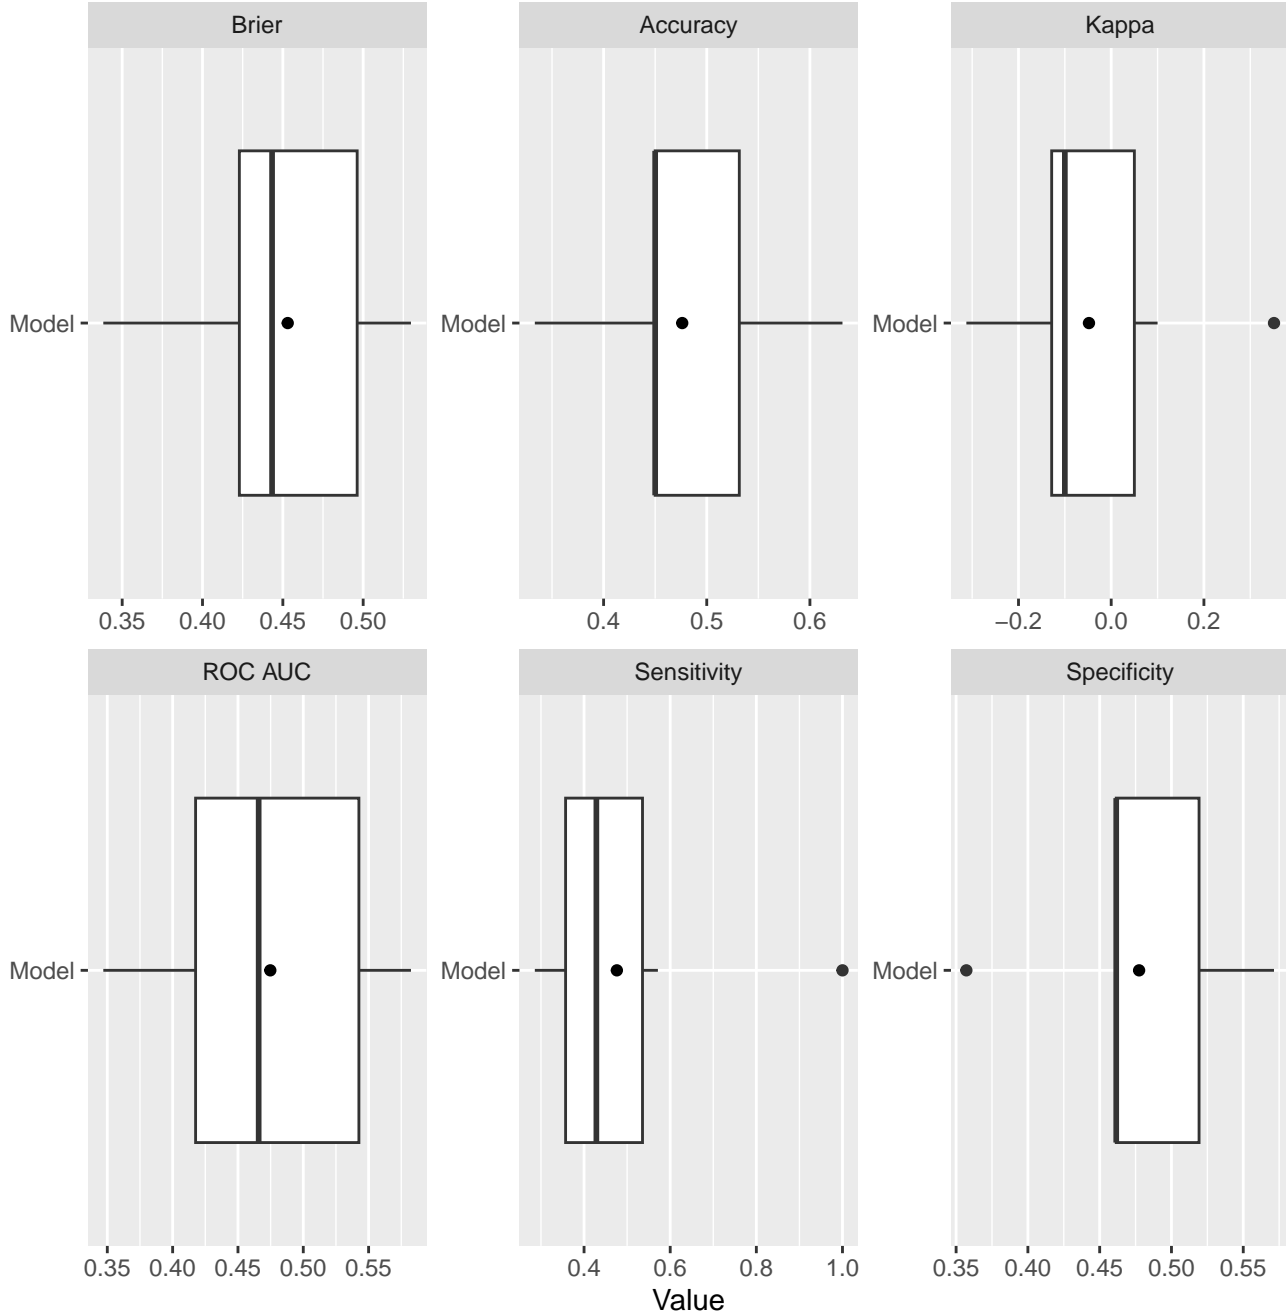 Brier Accuracy Kappa
Model Model Model
0.35 0.40 0.45 0.50 0.4 0.5 0.6 −0.2 0.0 0.2
ROC AUC Sensitivity Specificity
Model Model Model
0.35 0.40 0.45 0.50 0.55 0.4 0.6 0.8 1.0 0.35 0.40 0.45 0.50 0.55
Value